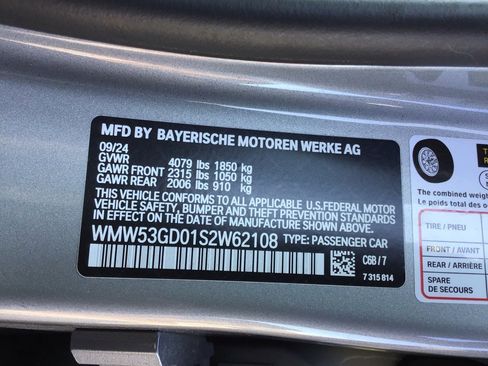 MFD BY BAYERISCHE MOTOREN WERKE AG
09/24
GVWR 4079 lbs 1850 kg
GAWR FRONT 2315 lbs 1050 kg
GAWR REAR 2006 lbs 910 kg
THIS VEHICLE CONFORMS TO ALL APPLICABLE U.S.FEDERAL MOTOR
VEHICLE SAFETY, BUMPER AND THEFT PREVENTION STANDARDS
IN EFFECT ON THE DATE OF MANUFACTURE SHOWN ABOVE.
WMW53GD01S2W62108 TYPE: PASSENGER CAR
C6B / 7
7 315 814
The combined weight
Le poids total des
TIRE / PNEU
FRONT / AVANT
REAR / ARRIÈRE
SPARE
DE SECOURS